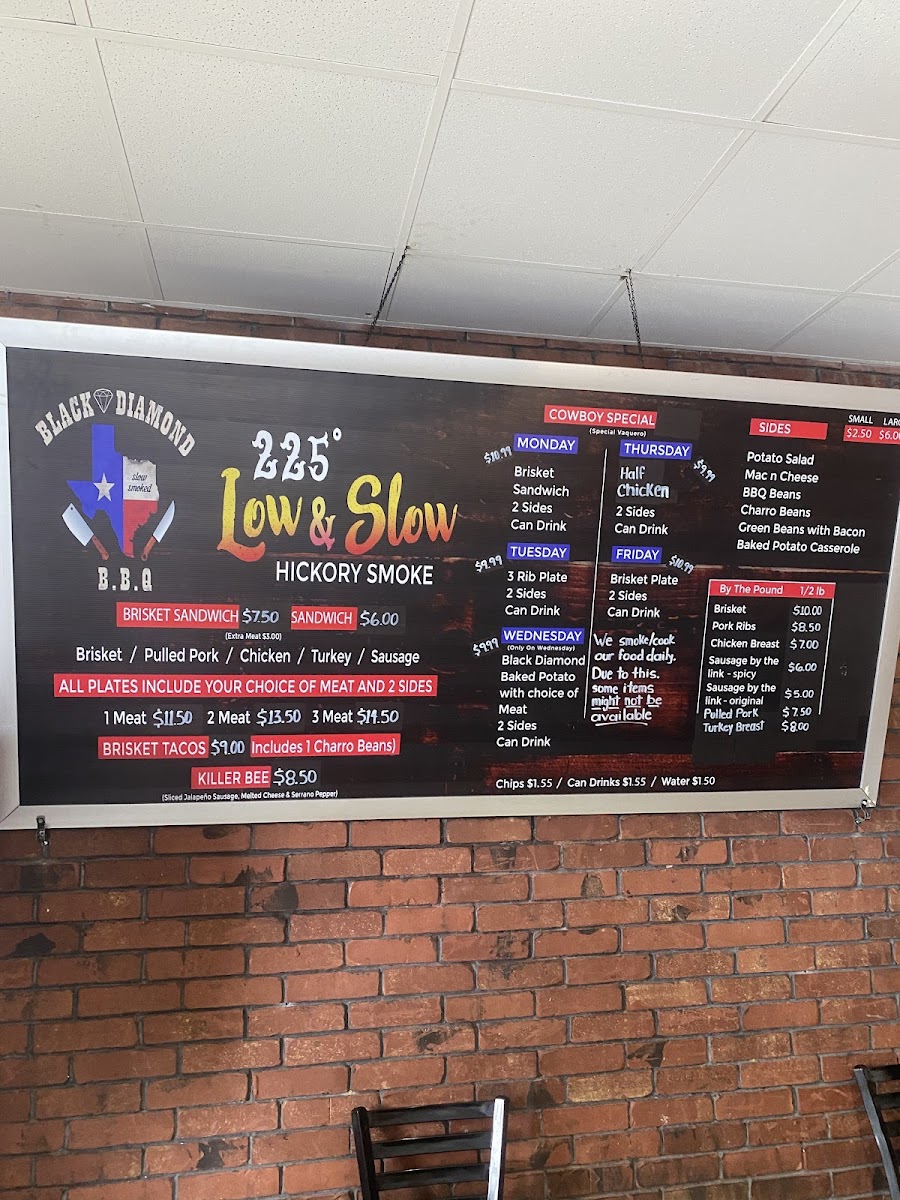 BLACK DIAMOND
slow
smoked
B.B.Q
225°
Low & Slow
HICKORY SMOKE
BRISKET SANDWICH $7.50 SANDWICH $6.00
(Extra Meat $3.00)
Brisket / Pulled Pork / Chicken / Turkey / Sausage
ALL PLATES INCLUDE YOUR CHOICE OF MEAT AND 2 SIDES
1 Meat $11.50 2 Meat $13.50 3 Meat $14.50
BRISKET TACOS $9.00 Includes 1 Charro Beans)
KILLER BEE $8.50
(Sliced Jalapeño Sausage, Melted Cheese & Serrano Pepper)
COWBOY SPECIAL
(Special Vaquero)
$10.99 MONDAY
Brisket
Sandwich
2 Sides
Can Drink
$9.99 TUESDAY
3 Rib Plate
2 Sides
Can Drink
$9.99 WEDNESDAY
(Only On Wednesday)
Black Diamond
Baked Potato
with choice of
Meat
2 Sides
Can Drink
THURSDAY $9.99
Half
Chicken
2 Sides
Can Drink
FRIDAY $10.99
Brisket Plate
2 Sides
Can Drink
We smoke/cook
our food daily.
Due to this.
some items
might not be
available
Chips $1.55 / Can Drinks $1.55 / Water $1.50
SIDES
SMALL LARG
$2.50 $6.00
Potato Salad
Mac n Cheese
BBQ Beans
Charro Beans
Green Beans with Bacon
Baked Potato Casserole
By The Pound 1/2 lb
Brisket $10.00
Pork Ribs $8.50
Chicken Breast $7.00
Sausage by the
link - spicy $6.00
Sausage by the
link - original $5.00
Pulled Pork $7.50
Turkey Breast $8.00